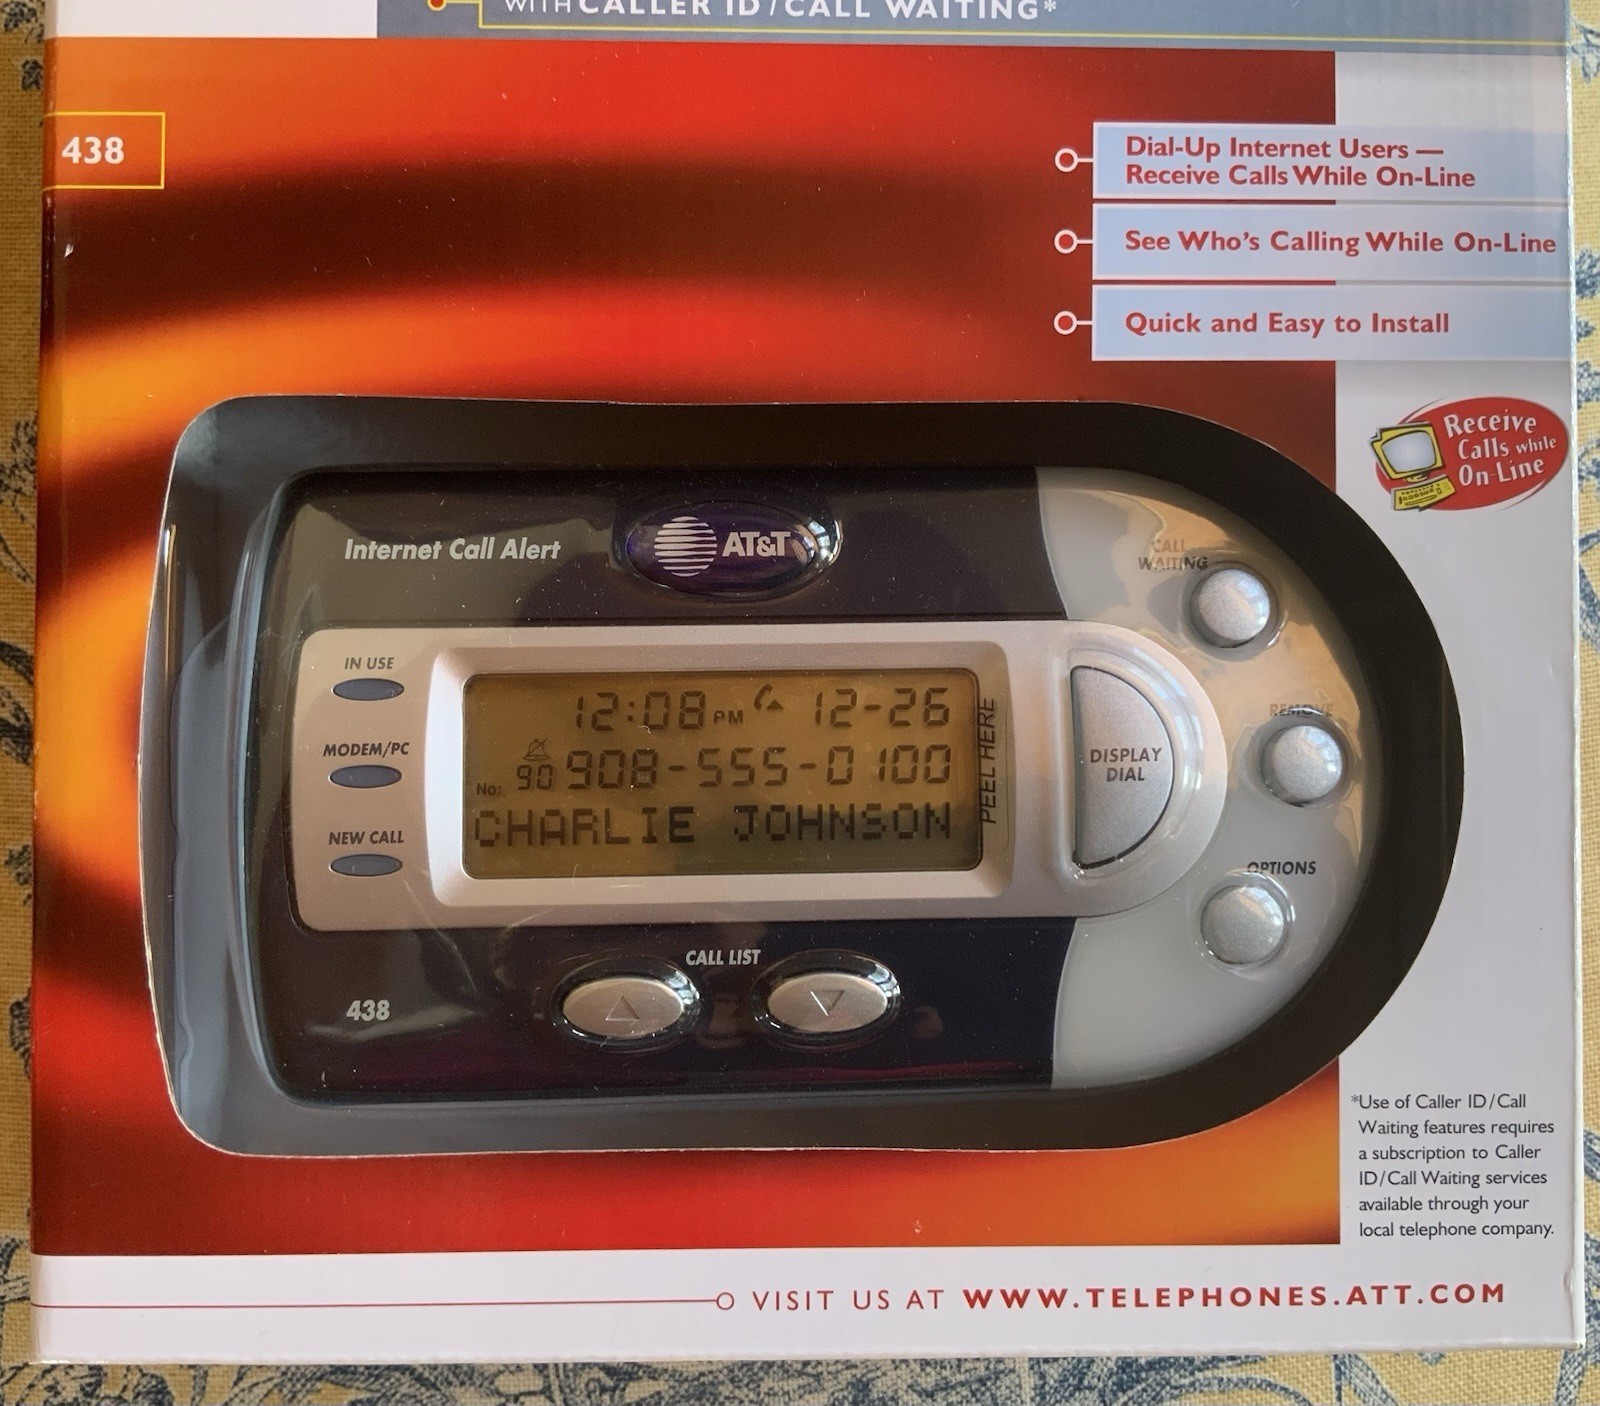 WITH CALLER ID / CALL WAITING*
438
Dial-Up Internet Users —
Receive Calls While On-Line
See Who's Calling While On-Line
Quick and Easy to Install
Receive
Calls while
On-Line
Internet Call Alert
AT&T
CALL
WAITING
IN USE
MODEM/PC
NEW CALL
12:08 PM 12-26
No: 90 908-555-0100
CHARLIE JOHNSON
PEEL HERE
DISPLAY
DIAL
REMOVE
OPTIONS
CALL LIST
438
*Use of Caller ID/Call
Waiting features requires
a subscription to Caller
ID/Call Waiting services
available through your
local telephone company.
VISIT US AT WWW.TELEPHONES.ATT.COM